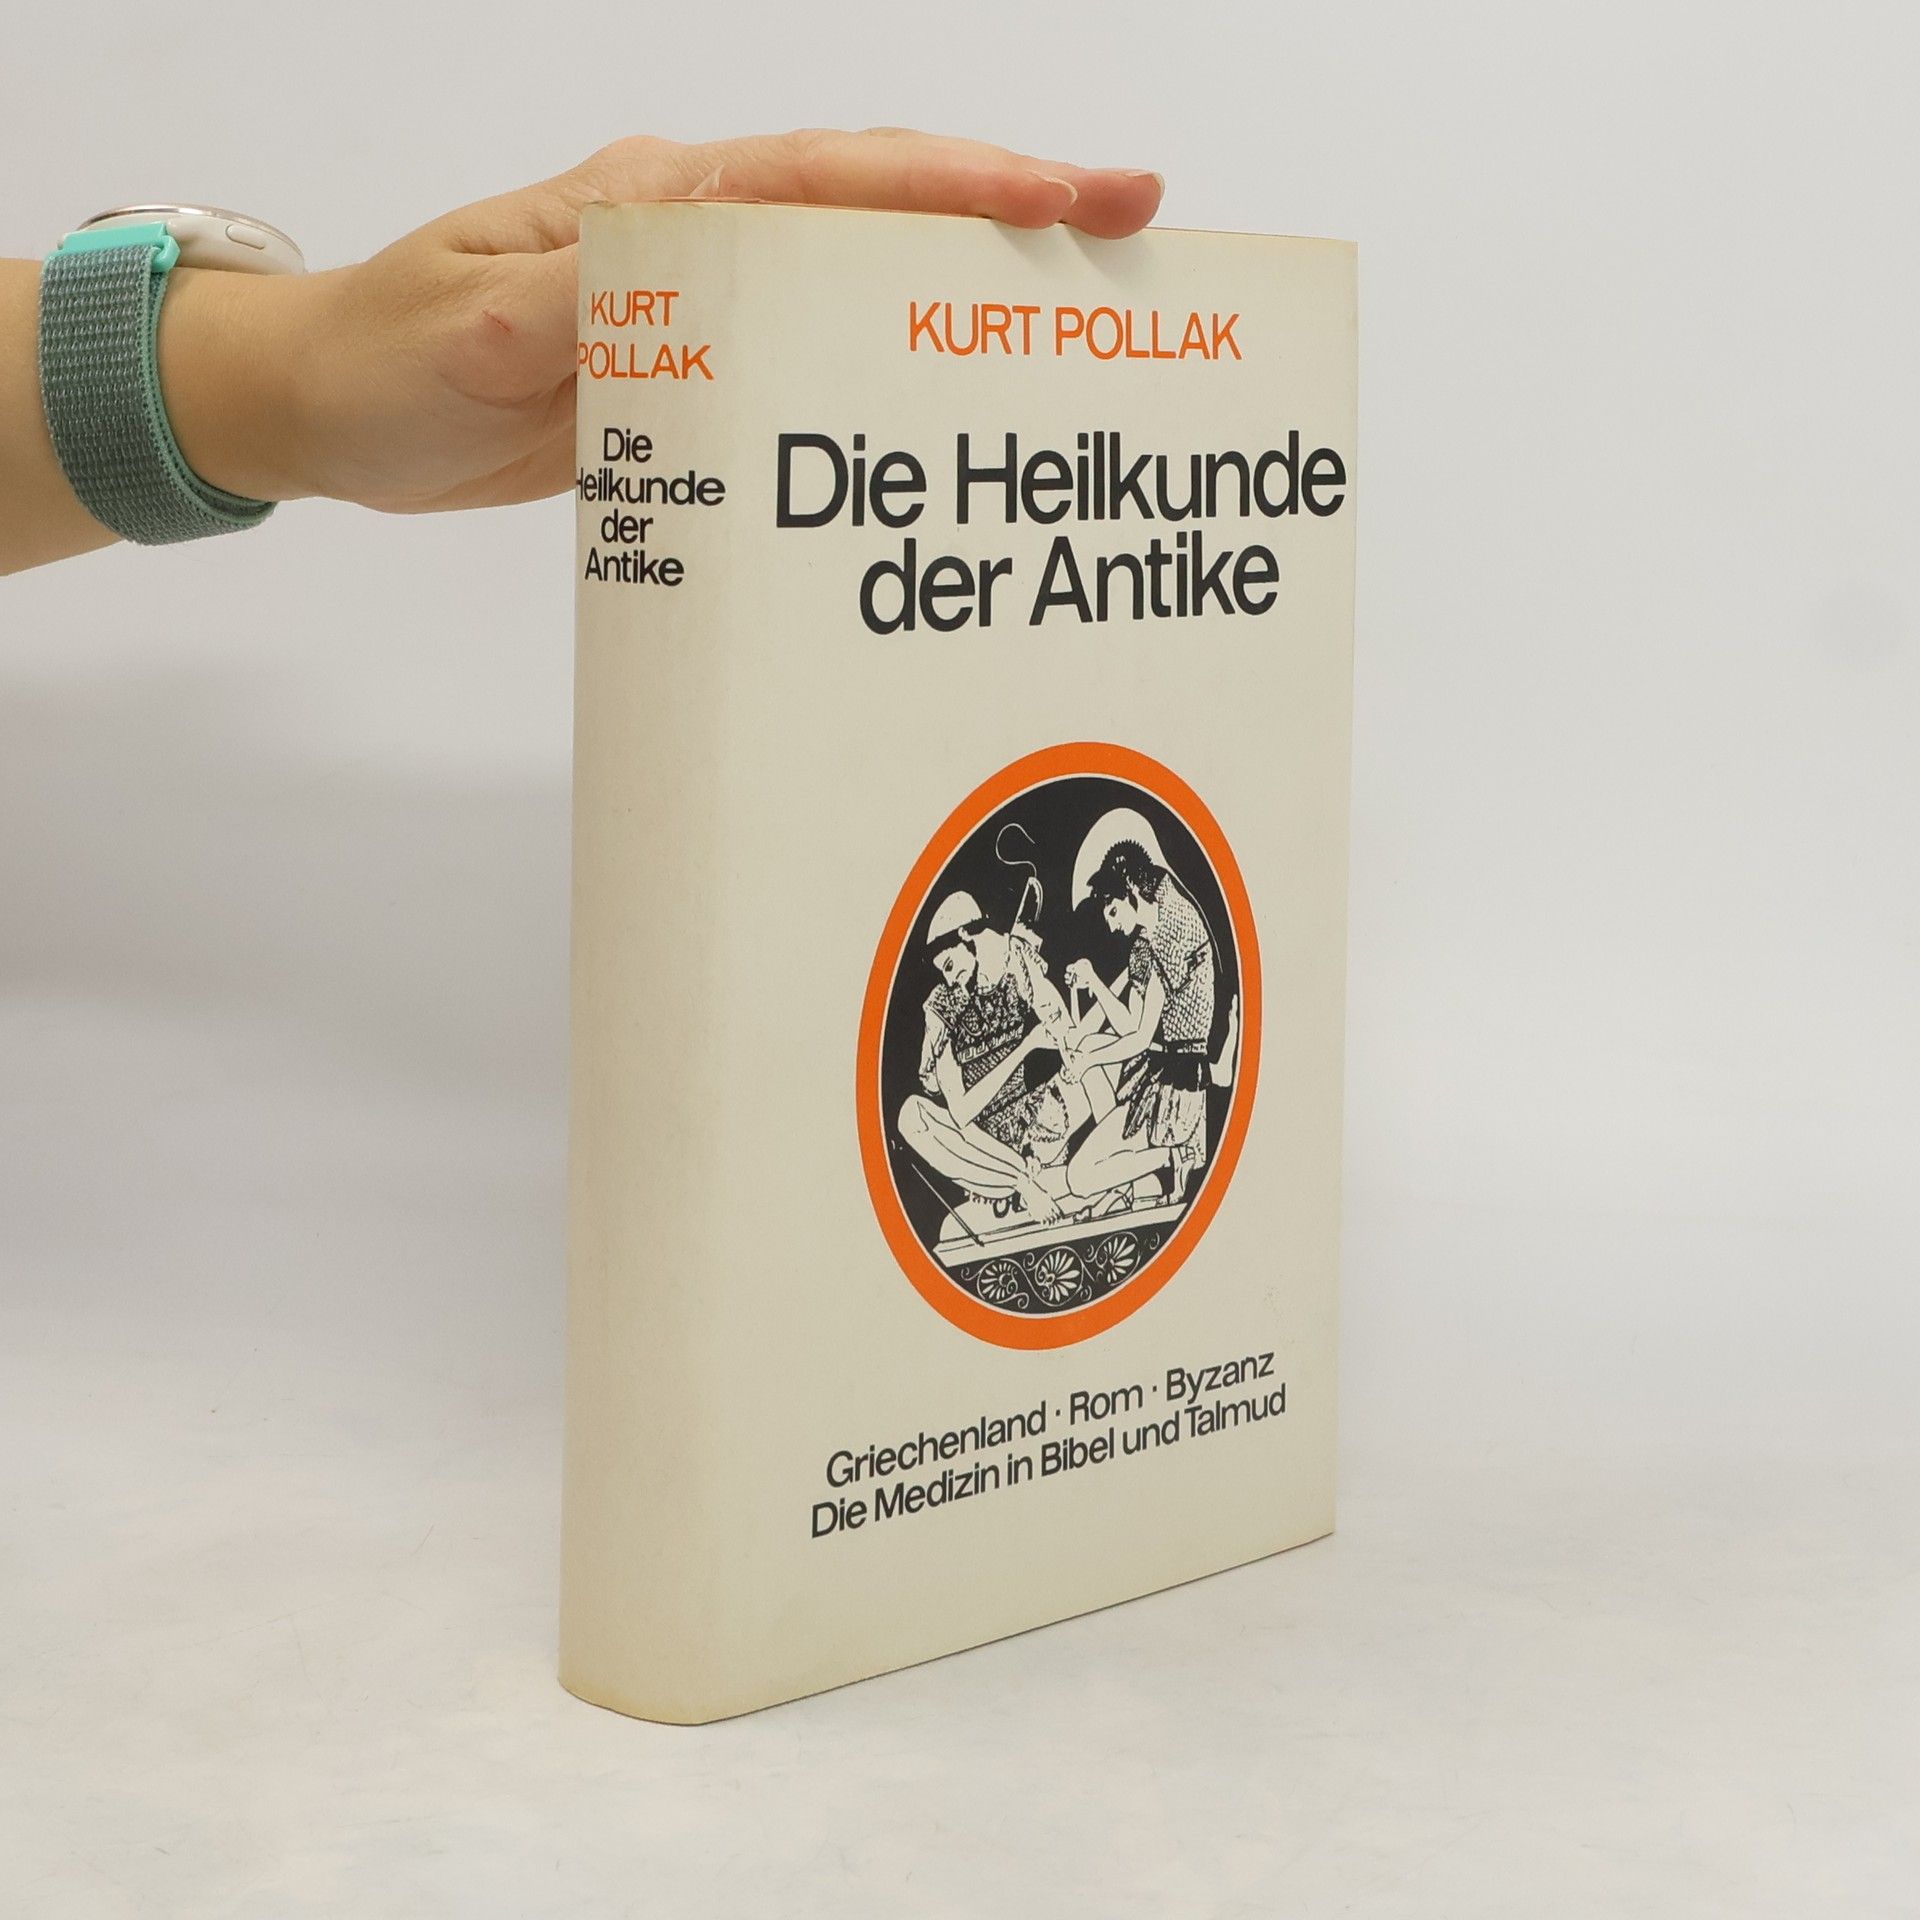 KURT
POLLAK
Die
Heilkunde
der
Antike
KURT POLLAK
Die Heilkunde
der Antike
Griechenland · Rom · Byzanz
Die Medizin in Bibel und Talmud